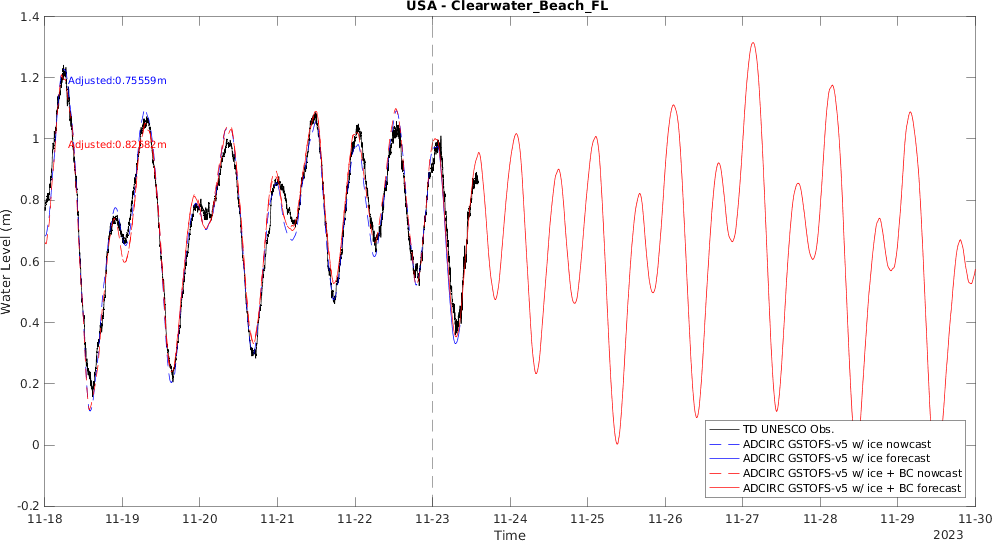 USA - Clearwater_Beach_FL
1.4
1.2
1
0.8
0.6
0.4
0.2
0
-0.2
Water Level (m)
Adjusted:0.75559m
Adjusted:0.82582m
TD UNESCO Obs.
ADCIRC GSTOFS-v5 w/ ice nowcast
ADCIRC GSTOFS-v5 w/ ice forecast
ADCIRC GSTOFS-v5 w/ ice + BC nowcast
ADCIRC GSTOFS-v5 w/ ice + BC forecast
11-18 11-19 11-20 11-21 11-22 11-23 11-24 11-25 11-26 11-27 11-28 11-29 11-30
Time
2023